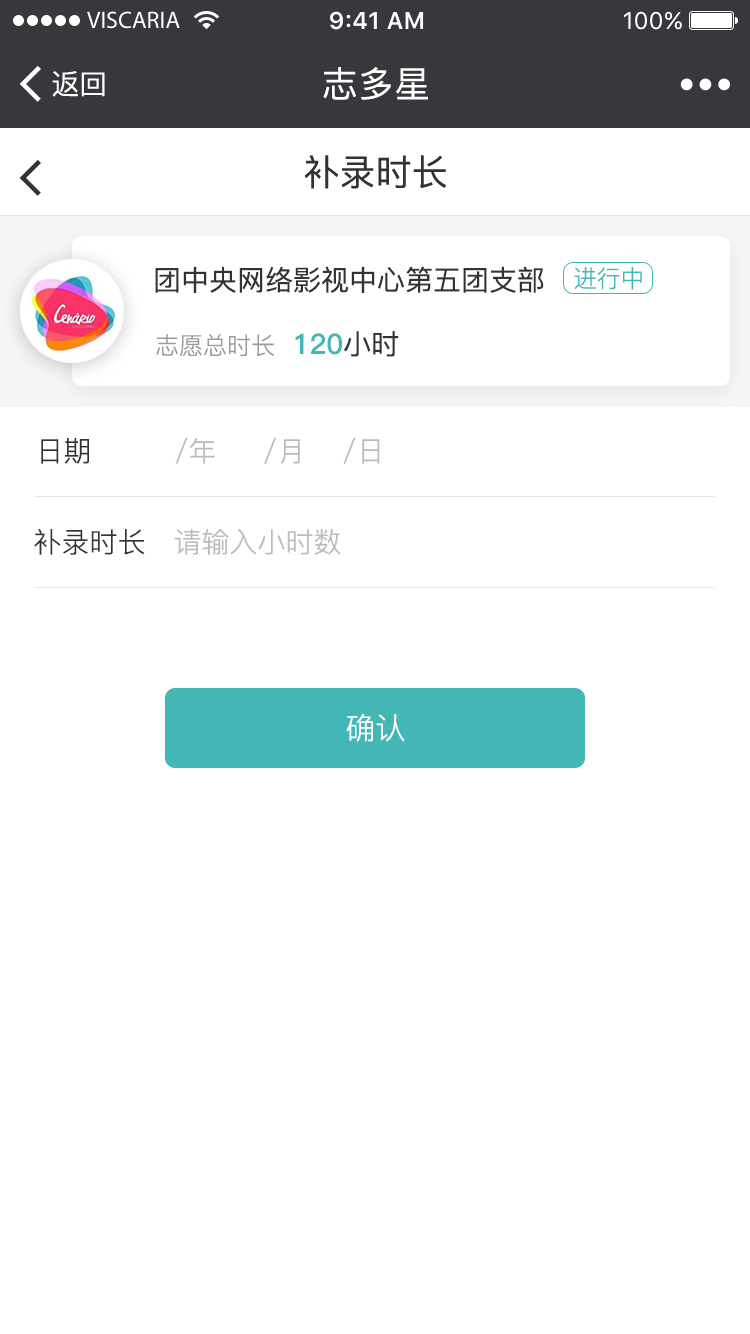 VISCARIA 9:41 AM 100%
返回 志多星
补录时长
Cenário
团中央网络影视中心第五团支部 进行中
志愿总时长 120小时
日期 /年 /月 /日
补录时长 请输入小时数
确认